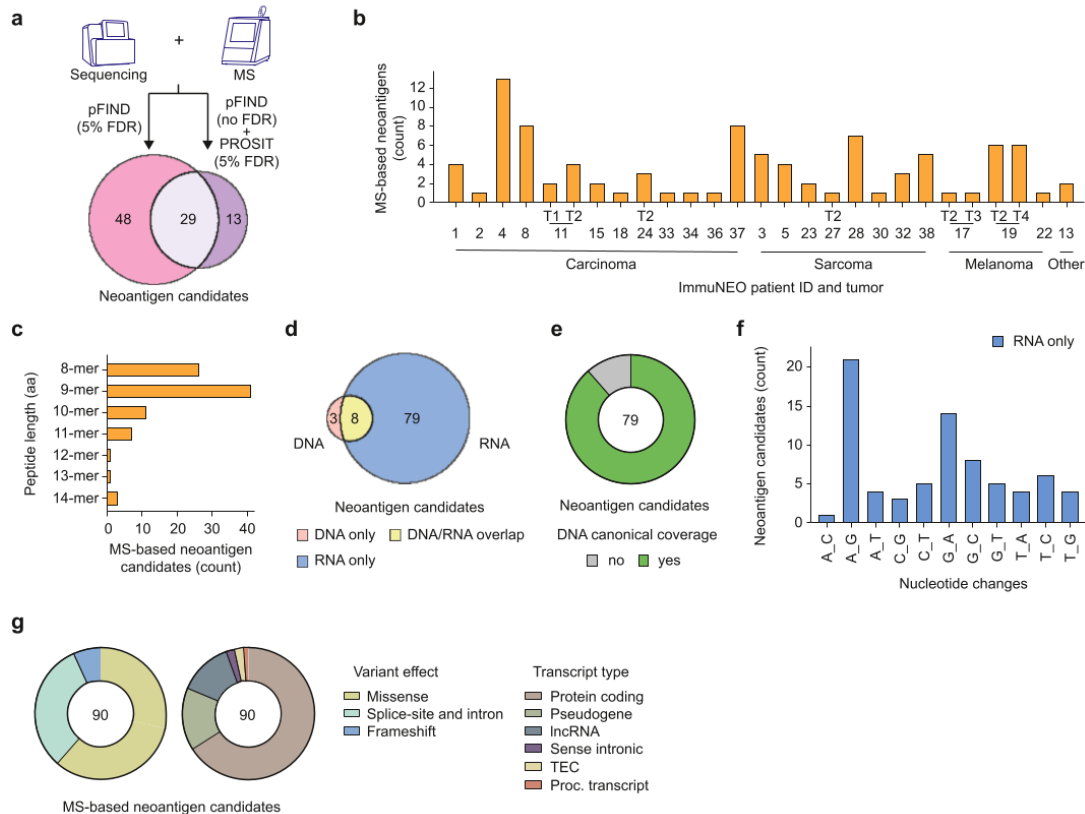 a
Sequencing
+
MS
pFIND
(5% FDR)
pFIND
(no FDR)
+
PROSIT
(5% FDR)
48
29
13
Neoantigen candidates
b
MS-based neoantigens
(count)
12
10
8
6
4
2
0
T1 T2 T2 T2 T2 T3 T2 T4
1 2 4 8 11 15 18 24 33 34 36 37 3 5 23 27 28 30 32 38 17 19 22 13
Carcinoma Sarcoma Melanoma Other
ImmuNEO patient ID and tumor
c
Peptide length (aa)
8-mer
9-mer
10-mer
11-mer
12-mer
13-mer
14-mer
0 10 20 30 40
MS-based neoantigen
candidates (count)
d
3
8
79
DNA
RNA
Neoantigen candidates
DNA only
DNA/RNA overlap
RNA only
e
79
Neoantigen candidates
DNA canonical coverage
no
yes
f
RNA only
Neoantigen candidates (count)
20
15
10
5
0
A_C A_G A_T C_G C_T G_A G_C G_T T_A T_C T_G
Nucleotide changes
g
90
90
MS-based neoantigen candidates
Variant effect
Missense
Splice-site and intron
Frameshift
Transcript type
Protein coding
Pseudogene
lncRNA
Sense intronic
TEC
Proc. transcript